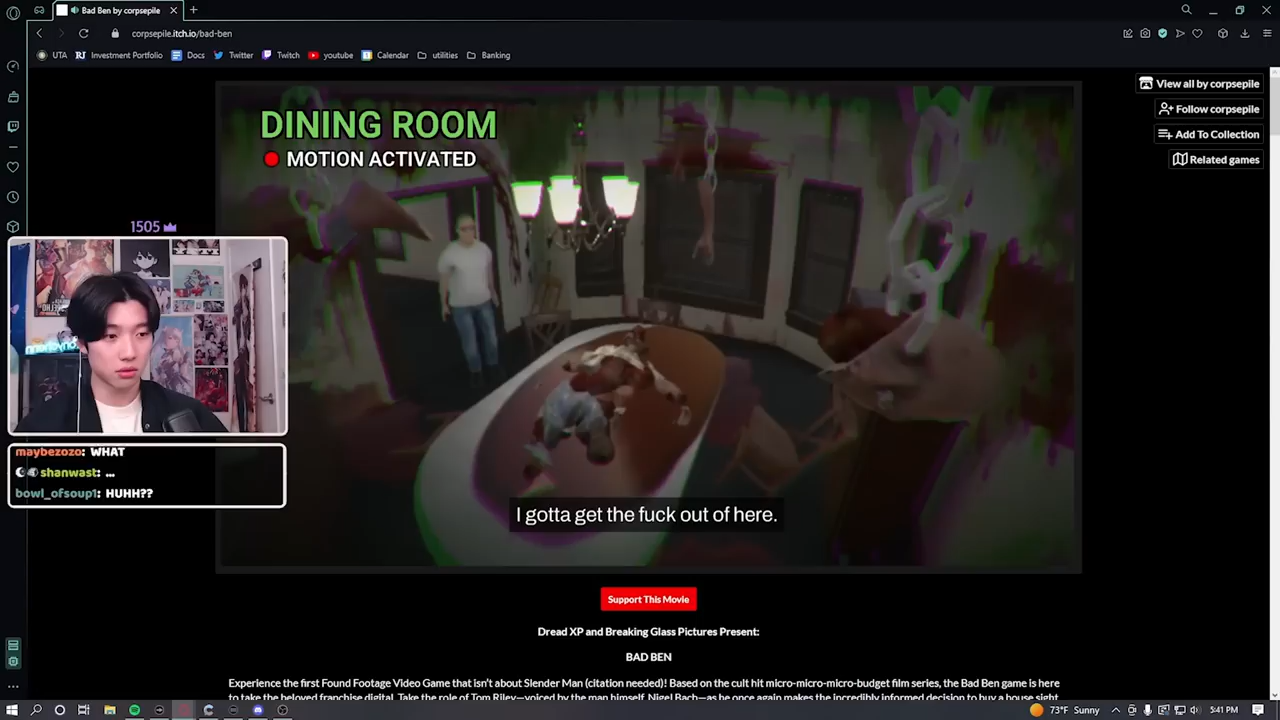 Bad Ben by corpsepile
corpsepile.itch.io/bad-ben
UTA
Investment Portfolio
Docs
Twitter
Twitch
youtube
Calendar
utilities
Banking
View all by corpsepile
Follow corpsepile
Add To Collection
Related games
DINING ROOM
MOTION ACTIVATED
1505
maybezozo: WHAT
shanwast: ...
bowl_ofsoup1: HUHH??
I gotta get the fuck out of here.
Support This Movie
Dread XP and Breaking Glass Pictures Present:
BAD BEN
Experience the first Found Footage Video Game that isn't about Slender Man (citation needed)! Based on the cult hit micro-micro-micro-budget film series, the Bad Ben game is here
to take the beloved franchise digital. Take the role of Tom Riley—voiced by the man himself, Nigel Bach—as he once again makes the incredibly informed decision to buy a house sight
73°F Sunny
3:41 PM